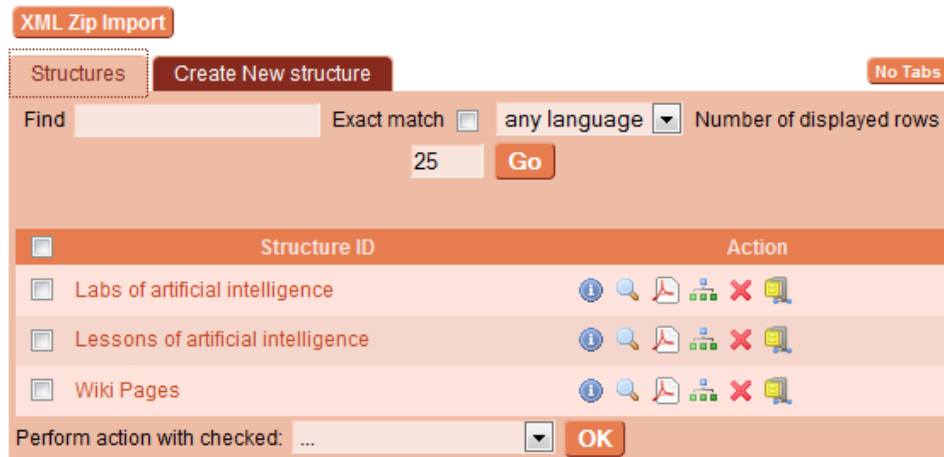 XML Zip Import
Structures Create New structure No Tabs
Find Exact match any language Number of displayed rows
25 Go
Structure ID Action
Labs of artificial intelligence
Lessons of artificial intelligence
Wiki Pages
Perform action with checked: ... OK